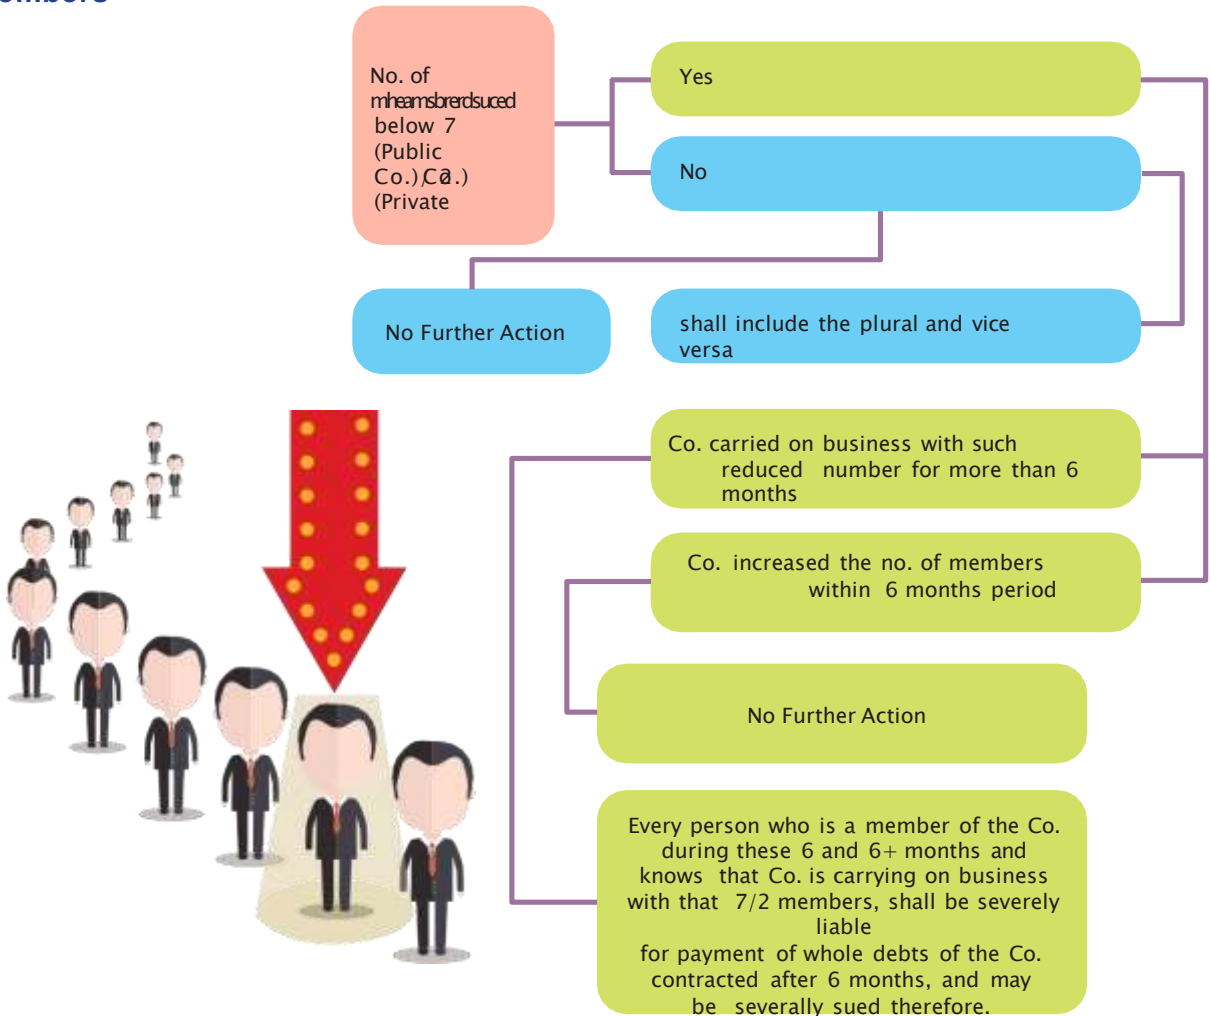 No. of
below 7
(Public
Co.)
(Private
Yes
No
No Further Action
shall include the plural and vice
versa
Co. carried on business with such
reduced number for more than 6
months
Co. increased the no. of members
within 6 months period
No Further Action
Every person who is a member of the Co.
during these 6 and 6+ months and
knows that Co. is carrying on business
with that 7/2 members, shall be severely
liable
for payment of whole debts of the Co.
contracted after 6 months, and may
be severally sued therefore.